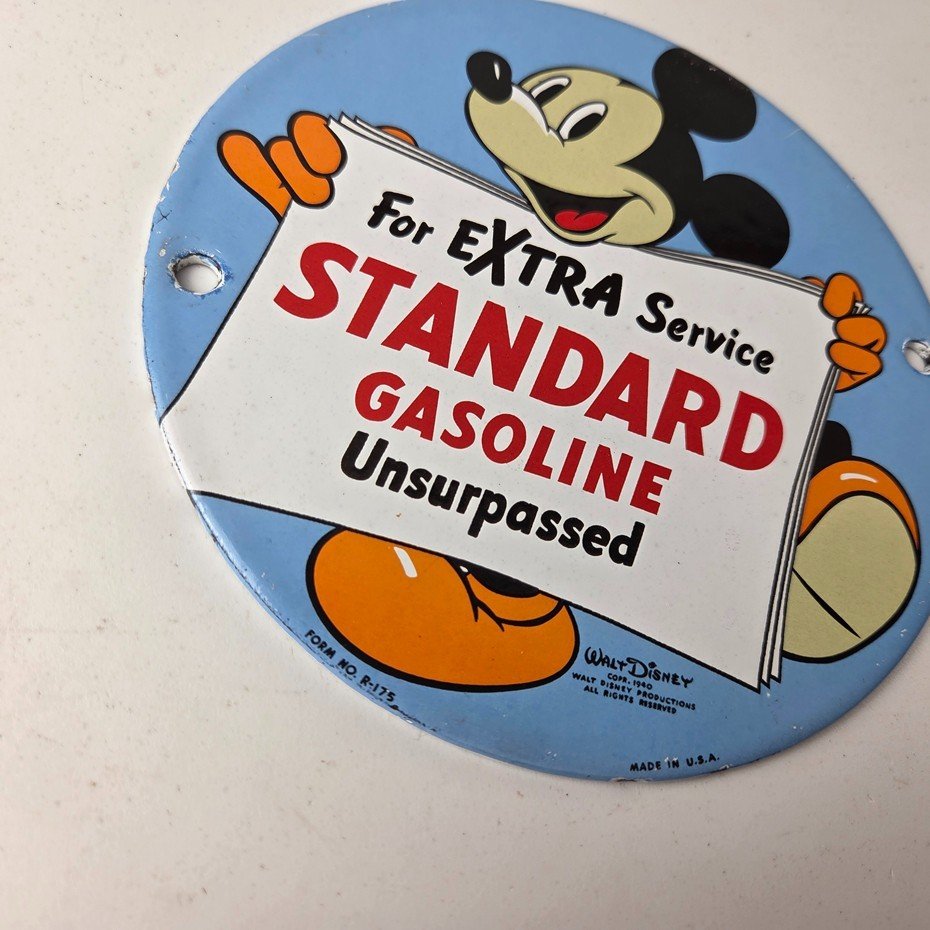 For EXTRA Service
STANDARD
GASOLINE
Unsurpassed
WALT DISNEY
COPR. 1940
WALT DISNEY PRODUCTIONS
ALL RIGHTS RESERVED
FORM NO. R-175
MADE IN U.S.A.